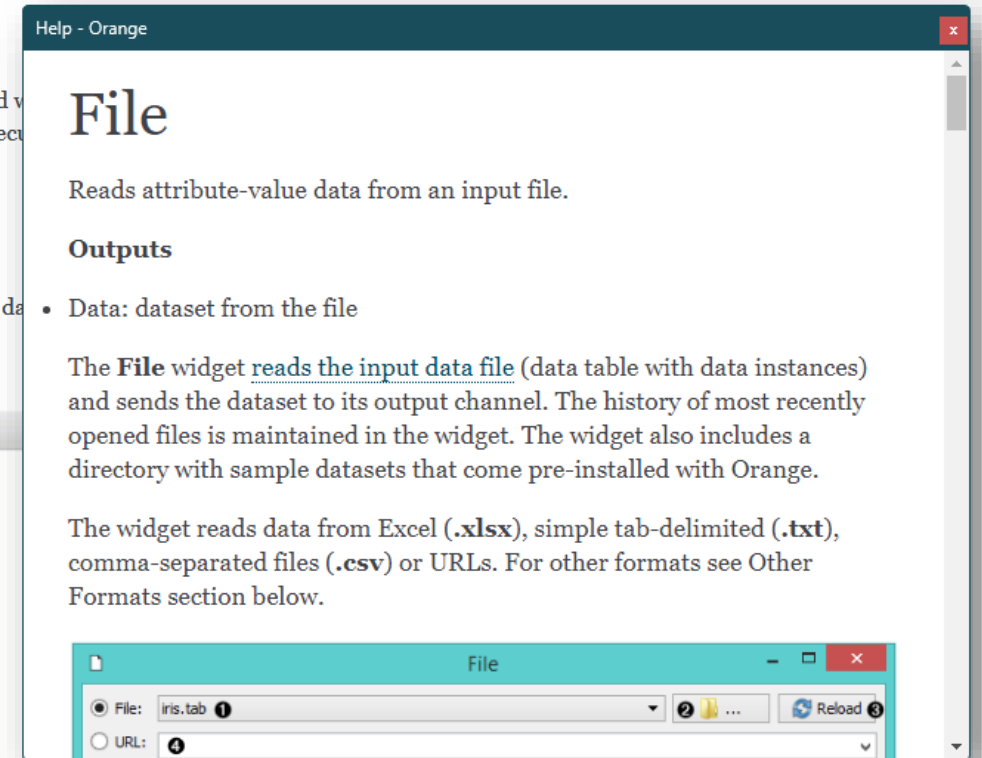 Help - Orange
x
File
Reads attribute-value data from an input file.
Outputs
• Data: dataset from the file
The File widget reads the input data file (data table with data instances)
and sends the dataset to its output channel. The history of most recently
opened files is maintained in the widget. The widget also includes a
directory with sample datasets that come pre-installed with Orange.
The widget reads data from Excel (.xlsx), simple tab-delimited (.txt),
comma-separated files (.csv) or URLs. For other formats see Other
Formats section below.
File
File: iris.tab ❶ ❷ ... Reload ❸
URL: ❹